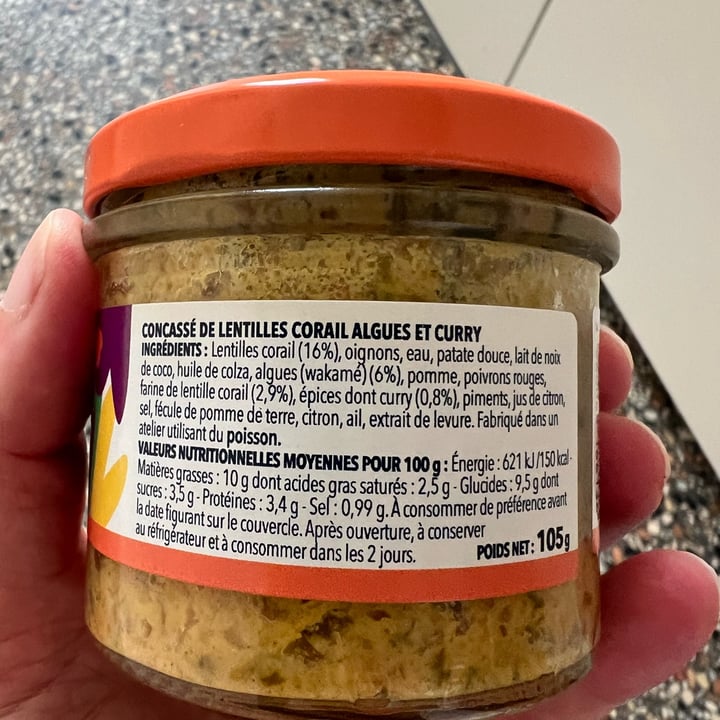 CONCASSÉ DE LENTILLES CORAIL ALGUES ET CURRY
INGRÉDIENTS : Lentilles corail (16%), oignons, eau, patate douce, lait de noix
de coco, huile de colza, algues (wakamé) (6%), pomme, poivrons rouges,
farine de lentille corail (2,9%), épices dont curry (0,8%), piments, jus de citron,
sel, fécule de pomme de terre, citron, ail, extrait de levure. Fabriqué dans un
atelier utilisant du poisson.
VALEURS NUTRITIONNELLES MOYENNES POUR 100 g : Énergie : 621 kJ/150 kcal -
Matières grasses : 10 g dont acides gras saturés : 2,5 g - Glucides : 9,5 g dont
sucres : 3,5 g - Protéines : 3,4 g - Sel : 0,99 g. À consommer de préférence avant
la date figurant sur le couvercle. Après ouverture, à conserver
au réfrigérateur et à consommer dans les 2 jours.
POIDS NET : 105 g